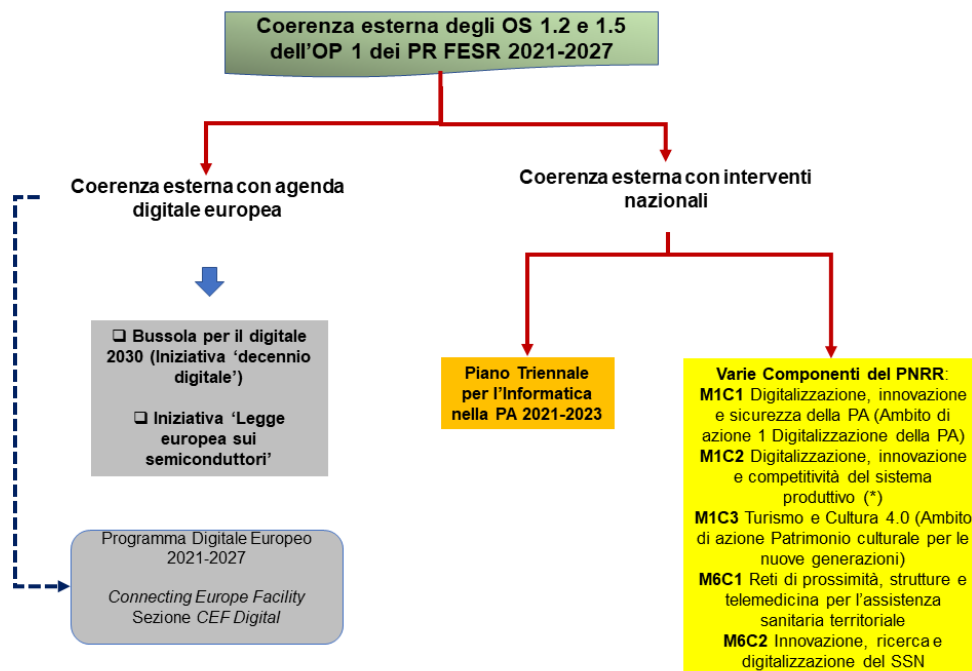 Coerenza esterna degli OS 1.2 e 1.5
dell'OP 1 dei PR FESR 2021-2027
Coerenza esterna con agenda
digitale europea
Coerenza esterna con interventi
nazionali
❑ Bussola per il digitale
2030 (Iniziativa 'decennio
digitale')
❑ Iniziativa 'Legge
europea sui
semiconduttori'
Programma Digitale Europeo
2021-2027
Connecting Europe Facility
Sezione CEF Digital
Piano Triennale
per l'Informatica
nella PA 2021-2023
Varie Componenti del PNRR:
M1C1 Digitalizzazione, innovazione
e sicurezza della PA (Ambito di
azione 1 Digitalizzazione della PA)
M1C2 Digitalizzazione, innovazione
e competitività del sistema
produttivo (*)
M1C3 Turismo e Cultura 4.0 (Ambito
di azione Patrimonio culturale per le
nuove generazioni)
M6C1 Reti di prossimità, strutture e
telemedicina per l'assistenza
sanitaria territoriale
M6C2 Innovazione, ricerca e
digitalizzazione del SSN